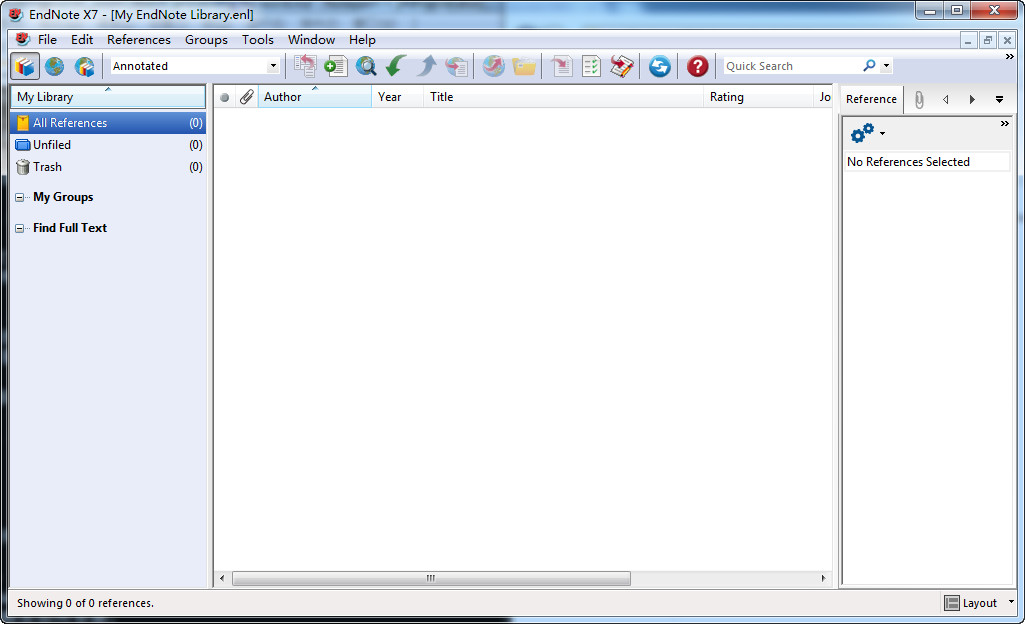 EndNote X7 - [My EndNote Library.enl]
File Edit References Groups Tools Window Help
Annotated
Quick Search
My Library
All References (0)
Unfiled (0)
Trash (0)
My Groups
Find Full Text
Author Year Title Rating Jo
Reference
No References Selected
Showing 0 of 0 references.
Layout